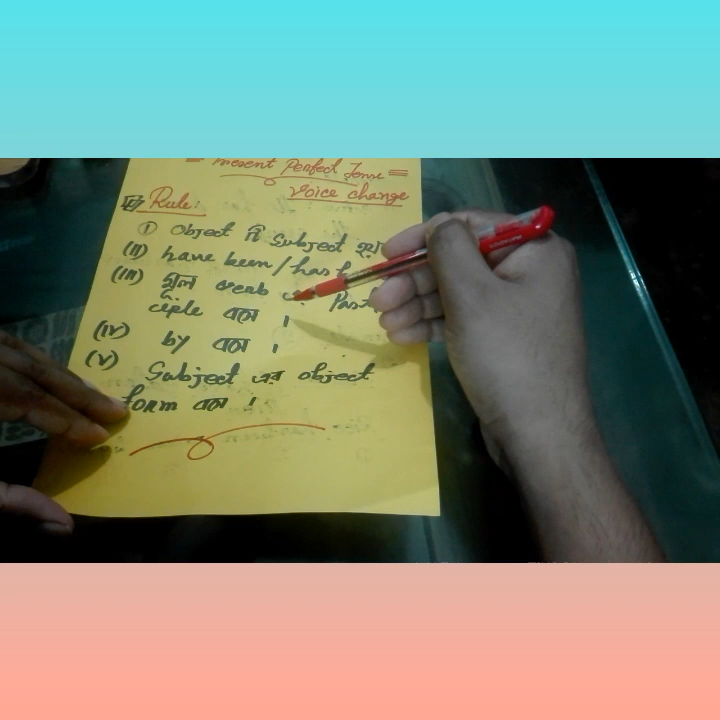 Present Perfect Tense
Voice change
Rule:
(i) Object টি Subject হয়
(ii) have been / has
(iii) মূল verb Past
ciple বসে ।
(iv) by বসে ।
(v) Subject এর object
form বসে ।